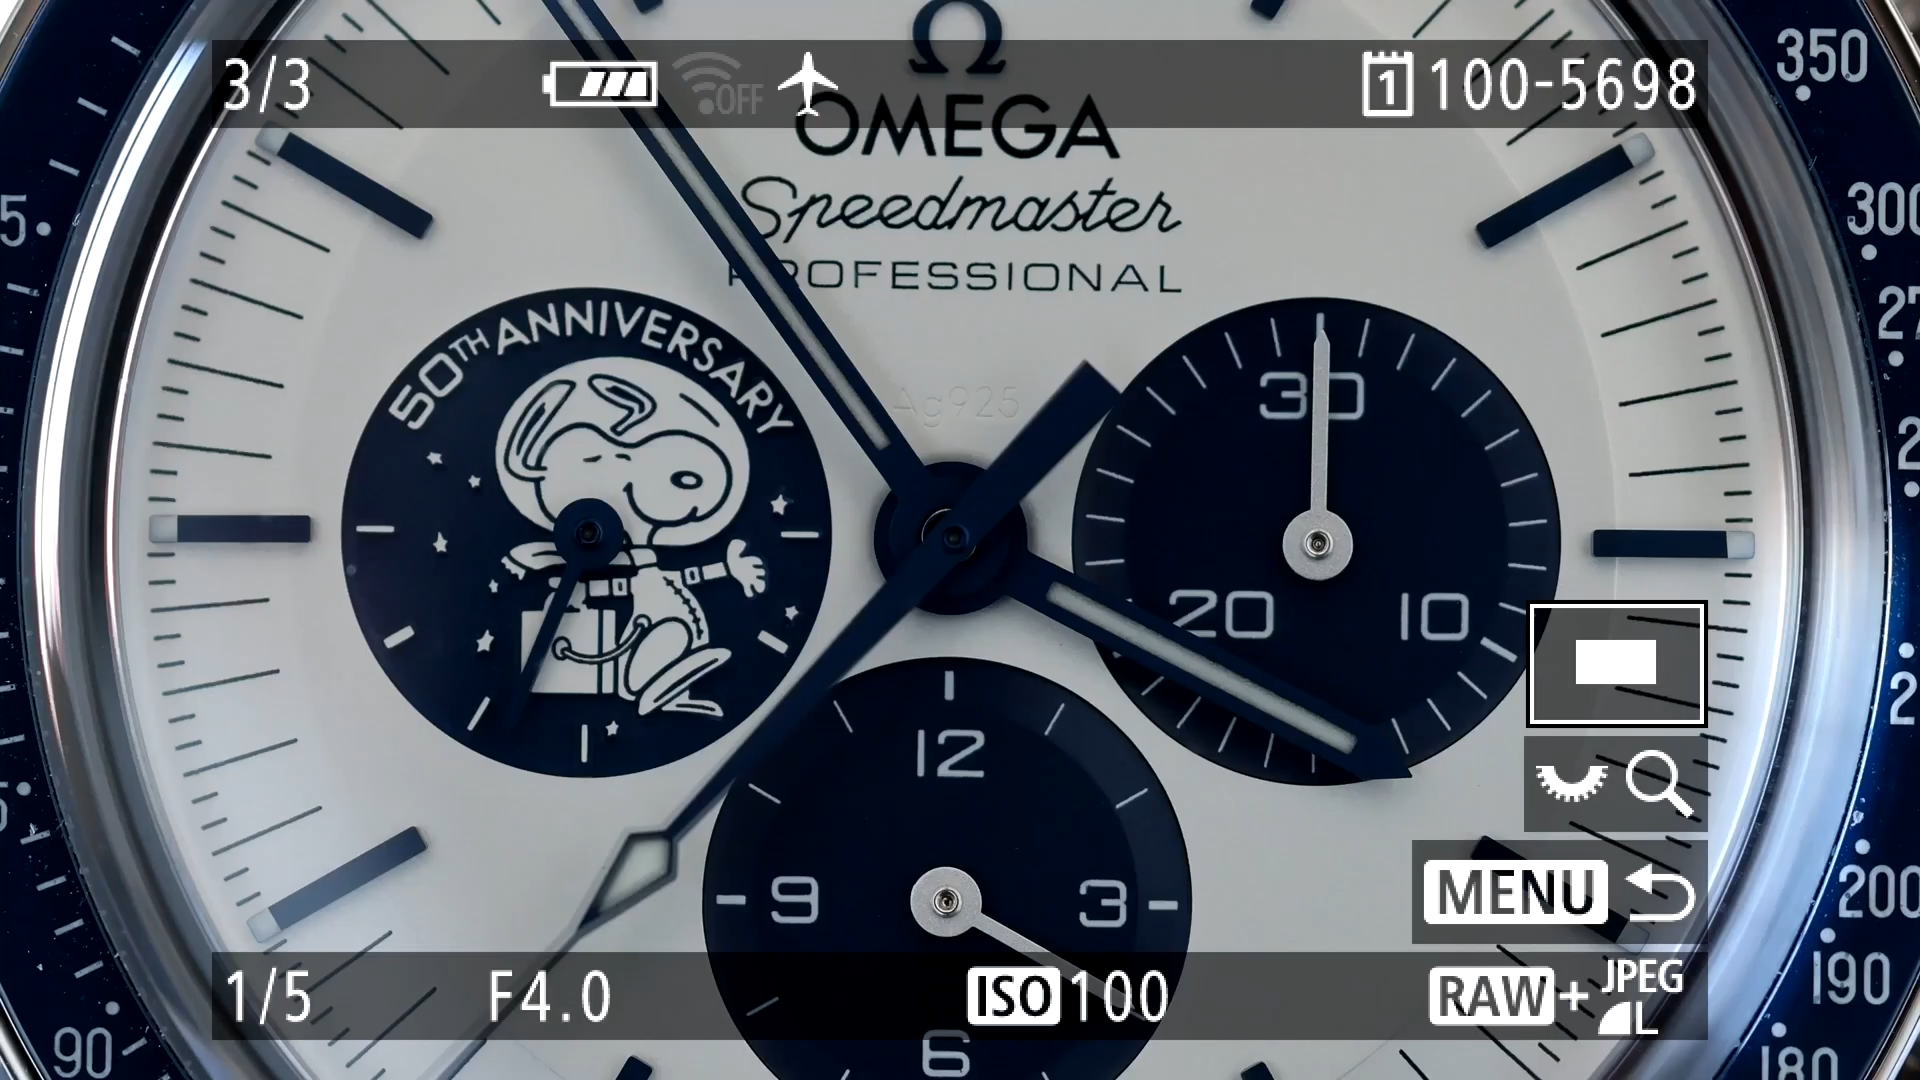 3/3
OFF
1
100-5698
Ω
OMEGA
Speedmaster
PROFESSIONAL
50TH ANNIVERSARY
Ag925
30
20
10
12
9
3
6
350
300
200
190
180
90
MENU
1/5
F4.0
ISO 100
RAW+JPEG
L